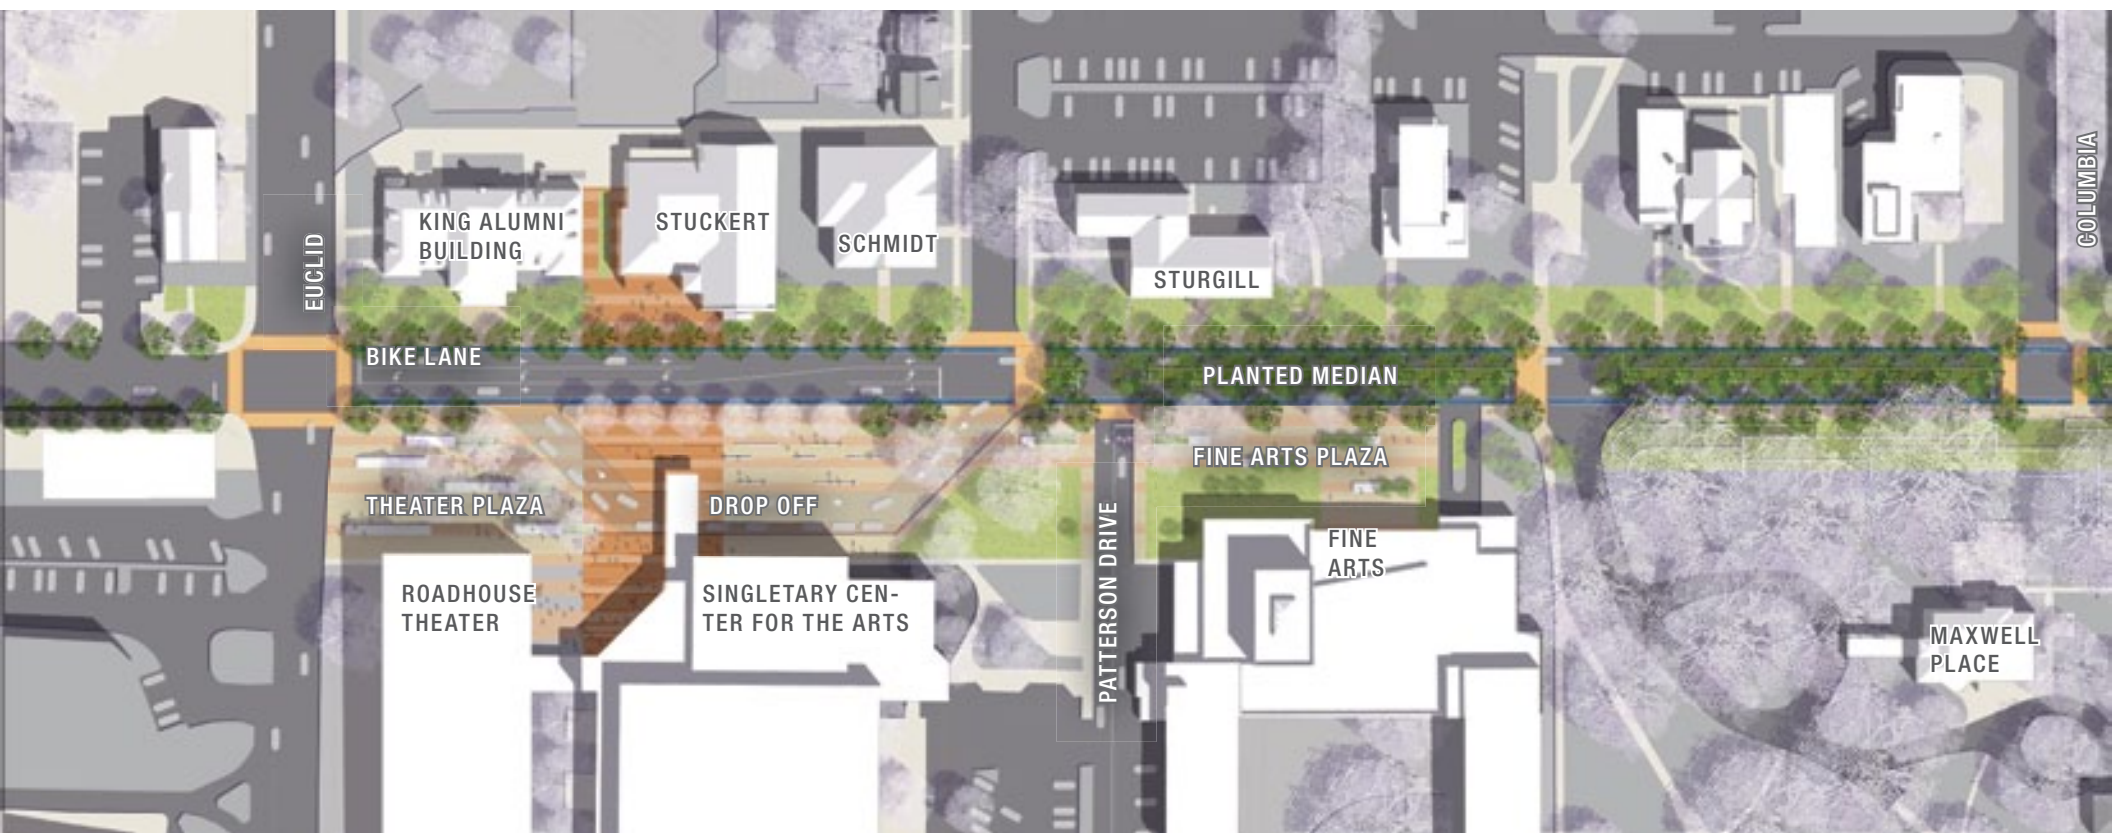 COLUMBIA
EUCLID
KING ALUMNI
BUILDING
STUCKERT
SCHMIDT
STURGILL
BIKE LANE
PLANTED MEDIAN
FINE ARTS PLAZA
THEATER PLAZA
DROP OFF
PATTERSON DRIVE
FINE
ARTS
ROADHOUSE
THEATER
SINGLETARY CEN-
TER FOR THE ARTS
MAXWELL
PLACE